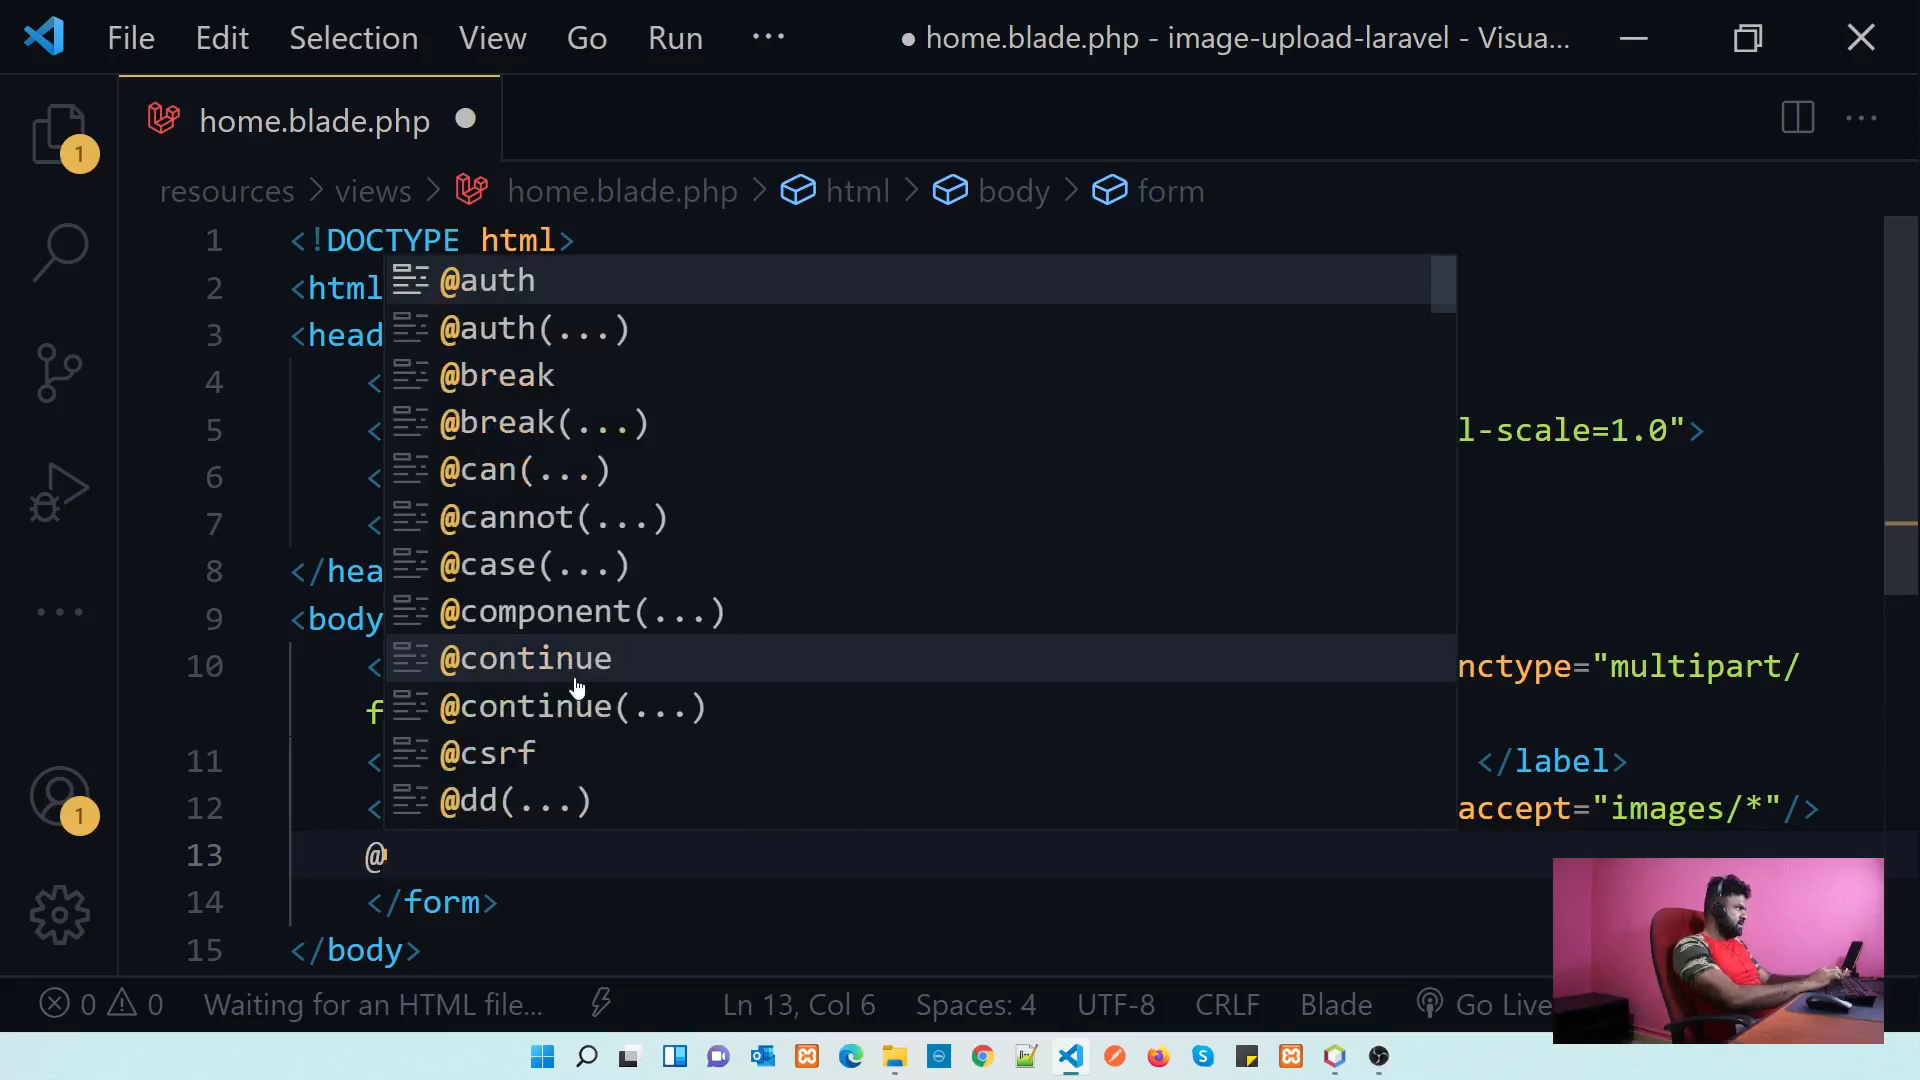 File Edit Selection View Go Run ··· ● home.blade.php - image-upload-laravel - Visua...
1
home.blade.php
resources > views > home.blade.php > html > body > form
1 <!DOCTYPE html>
2 <html
3 <head
4 <
5 < l-scale=1.0">
6 <
7 <
8 </hea
9 <body
10 < nctype="multipart/
f
11 < </label>
12 < accept="images/*"/>
13 @
14 </form>
15 </body>
@auth
@auth(...)
@break
@break(...)
@can(...)
@cannot(...)
@case(...)
@component(...)
@continue
@continue(...)
@csrf
@dd(...)
1
0 0 Waiting for an HTML file... Ln 13, Col 6 Spaces: 4 UTF-8 CRLF Blade Go Live